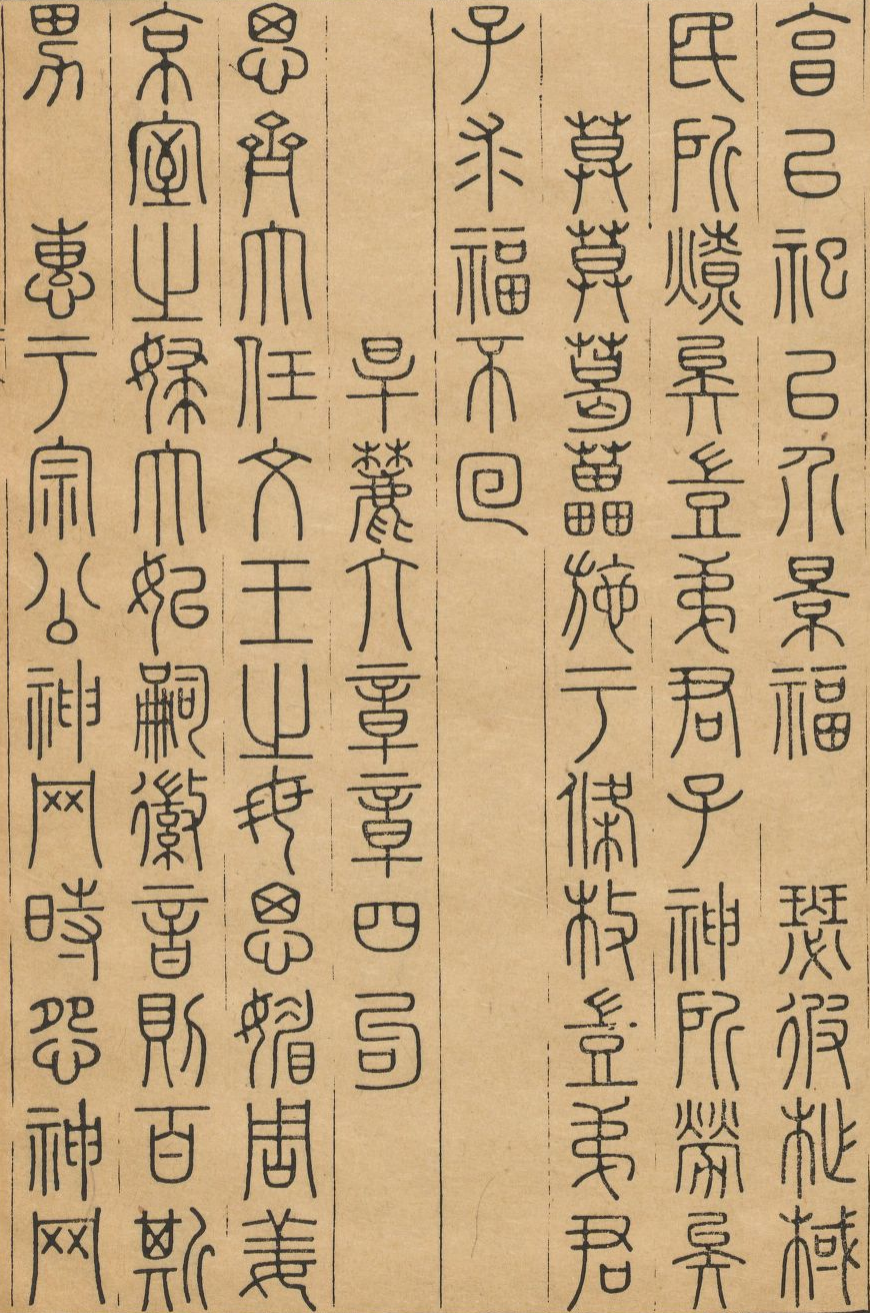 享以祀以介景福　瑟彼柞棫
民所燎矣豈弟君子神所勞矣
莫莫葛藟施于條枚豈弟君
子求福不回
旱麓六章章四句
思齊大任文王之母思媚周姜
京室之婦大姒嗣徽音則百斯
男　惠于宗公神罔時怨神罔